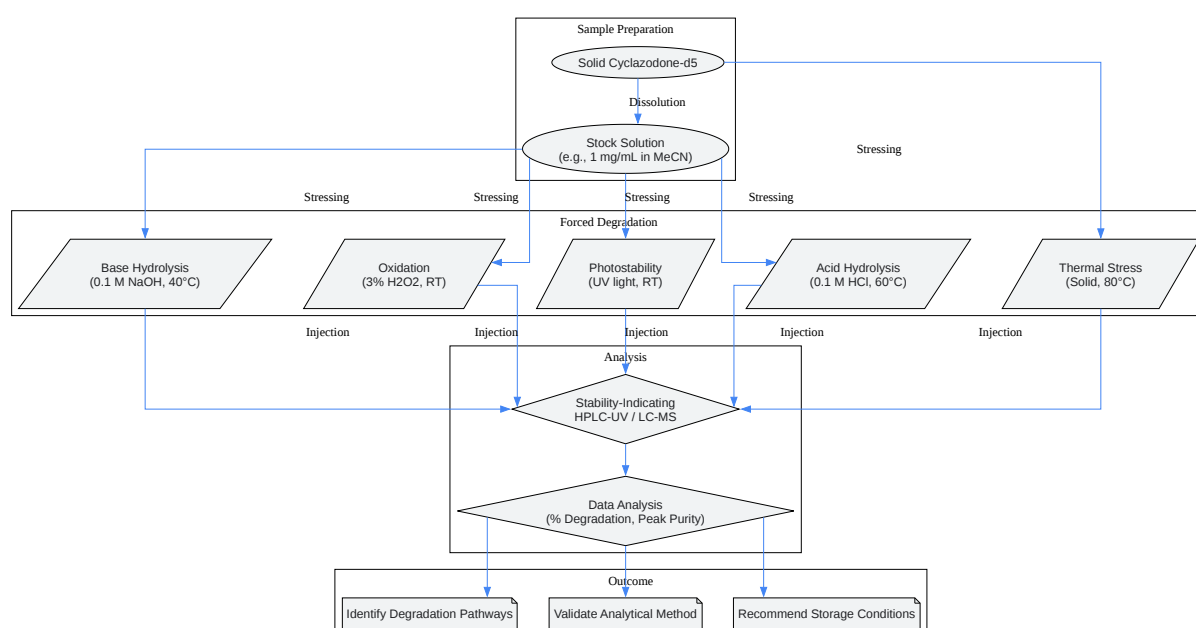 Sample Preparation
Solid Cyclazodone-d5
Dissolution
Stock Solution
(e.g., 1 mg/mL in MeCN)
Stressing
Stressing
Stressing
Stressing
Stressing
Forced Degradation
Base Hydrolysis
(0.1 M NaOH, 40°C)
Oxidation
(3% H2O2, RT)
Photostability
(UV light, RT)
Acid Hydrolysis
(0.1 M HCl, 60°C)
Thermal Stress
(Solid, 80°C)
Injection
Injection
Injection
Injection
Injection
Analysis
Stability-Indicating
HPLC-UV / LC-MS
Data Analysis
(% Degradation, Peak Purity)
Outcome
Identify Degradation Pathways
Validate Analytical Method
Recommend Storage Conditions